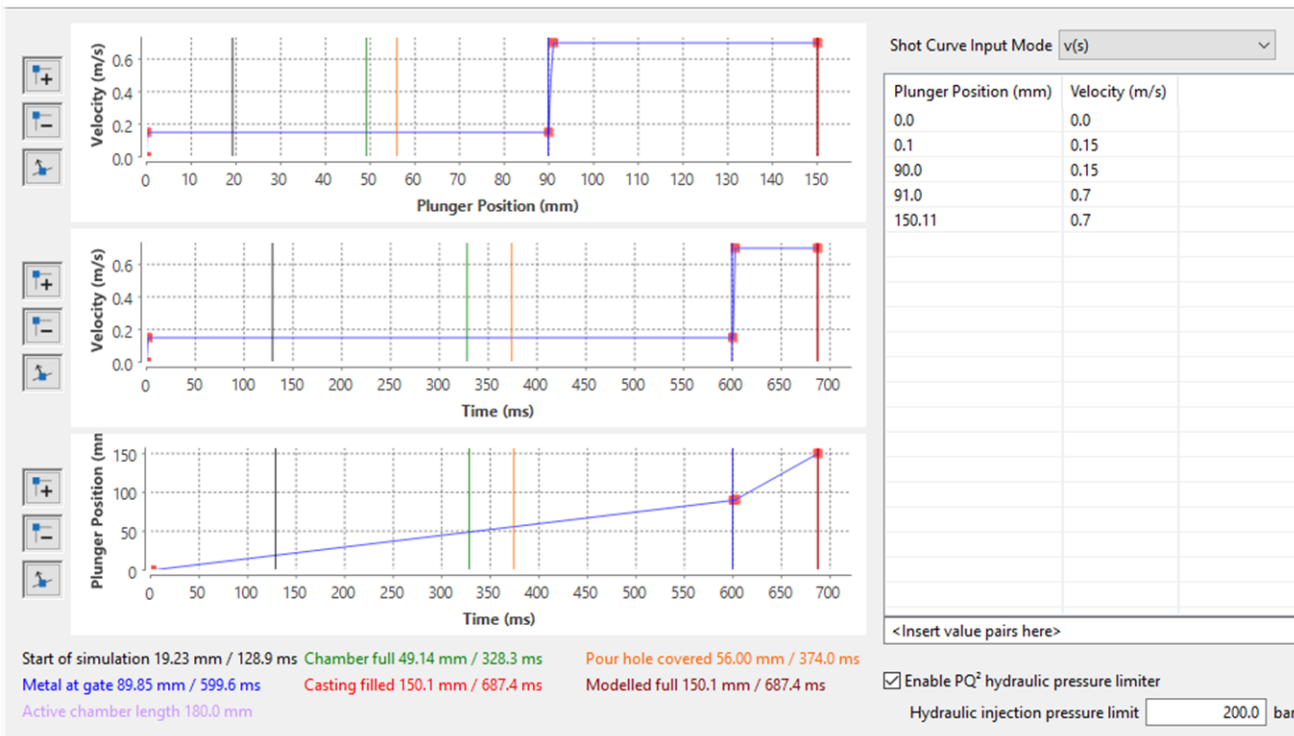 Velocity (m/s)
0.6
0.4
0.2
0.0
0 10 20 30 40 50 60 70 80 90 100 110 120 130 140 150
Plunger Position (mm)
Velocity (m/s)
0.6
0.4
0.2
0.0
0 50 100 150 200 250 300 350 400 450 500 550 600 650 700
Time (ms)
Plunger Position (mn
150
100
50
0
0 50 100 150 200 250 300 350 400 450 500 550 600 650 700
Time (ms)
Start of simulation 19.23 mm / 128.9 ms Chamber full 49.14 mm / 328.3 ms Pour hole covered 56.00 mm / 374.0 ms
Metal at gate 89.85 mm / 599.6 ms Casting filled 150.1 mm / 687.4 ms Modelled full 150.1 mm / 687.4 ms
Active chamber length 180.0 mm
Shot Curve Input Mode v(s)
Plunger Position (mm) Velocity (m/s)
0.0 0.0
0.1 0.15
90.0 0.15
91.0 0.7
150.11 0.7
<Insert value pairs here>
Enable PQ² hydraulic pressure limiter
Hydraulic injection pressure limit 200.0 bar